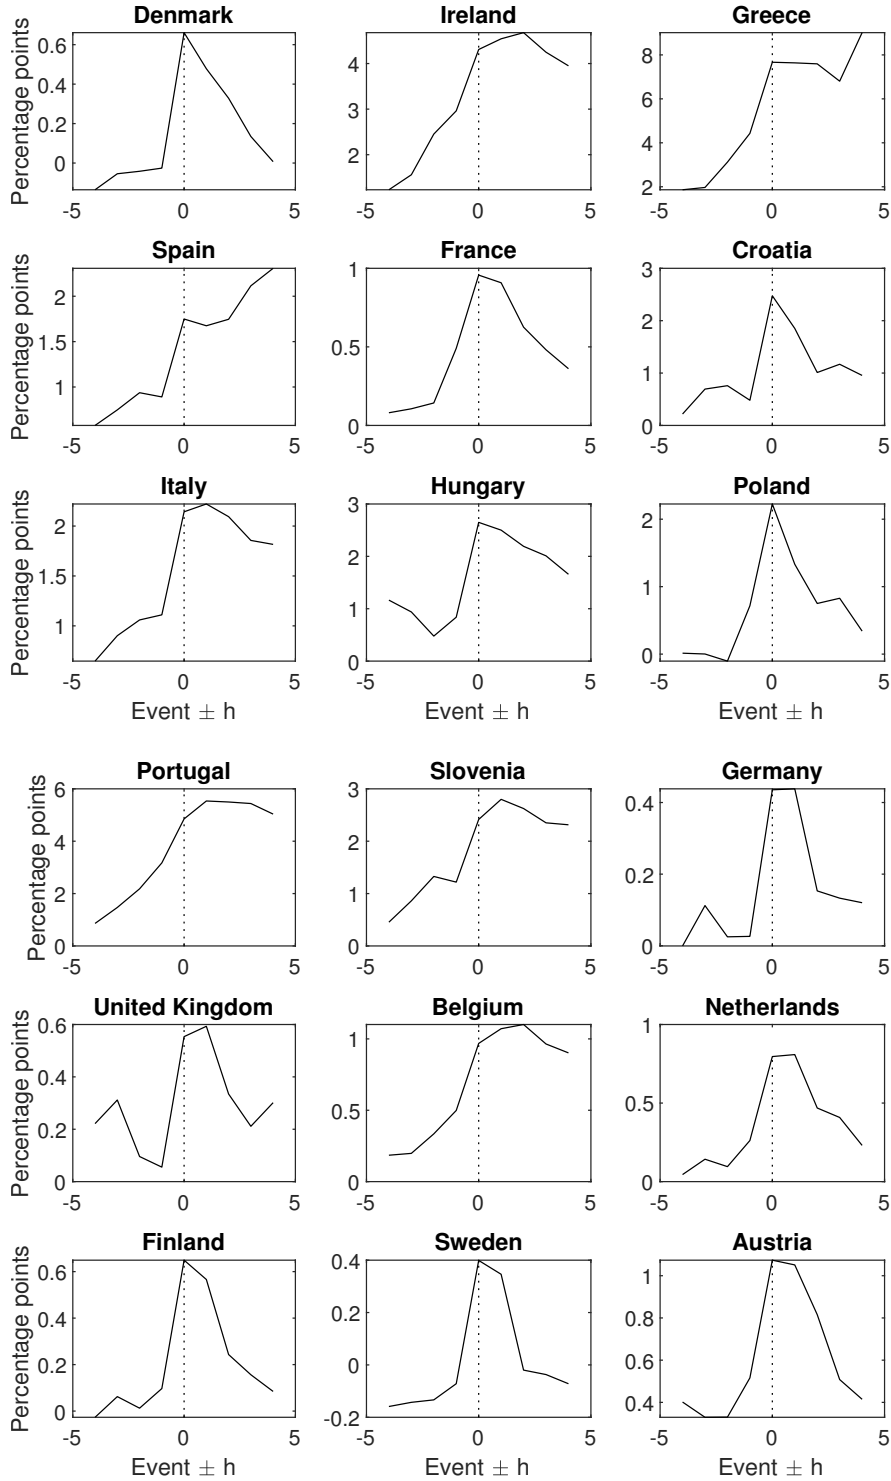 Denmark Ireland Greece
Percentage points
0.6 0.4 0.2 0
4 3 2
8 6 4 2
-5 0 5 -5 0 5 -5 0 5
Spain France Croatia
Percentage points
2 1.5 1
1 0.5 0
3 2 1 0
-5 0 5 -5 0 5 -5 0 5
Italy Hungary Poland
Percentage points
2 1.5 1
3 2 1 0
2 1 0
-5 0 5 -5 0 5 -5 0 5
Event ± h Event ± h Event ± h
Portugal Slovenia Germany
Percentage points
6 4 2 0
3 2 1 0
0.4 0.2 0
-5 0 5 -5 0 5 -5 0 5
United Kingdom Belgium Netherlands
Percentage points
0.6 0.4 0.2 0
1 0.5 0
1 0.5 0
-5 0 5 -5 0 5 -5 0 5
Finland Sweden Austria
Percentage points
0.6 0.4 0.2 0
0.4 0.2 0 -0.2
1 0.8 0.6 0.4
-5 0 5 -5 0 5 -5 0 5
Event ± h Event ± h Event ± h